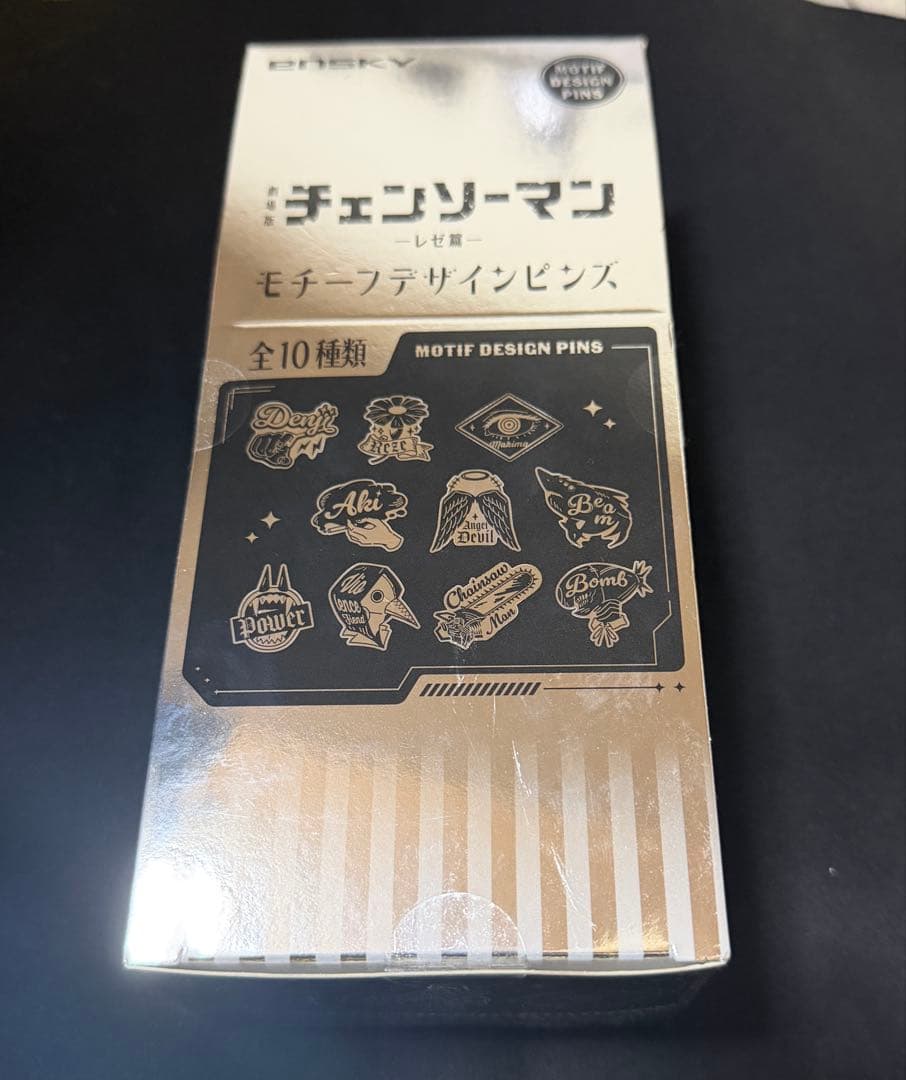 ensky
MOTIF
DESIGN
PINS
劇場版
チェンソーマン
―レゼ篇―
モチーフデザインピンズ
全10種類
MOTIF DESIGN PINS
Denji
Reze
Makima
Aki
Angel
Devil
Beam
Power
Violence
Fiend
Chainsaw
Man
Bomb